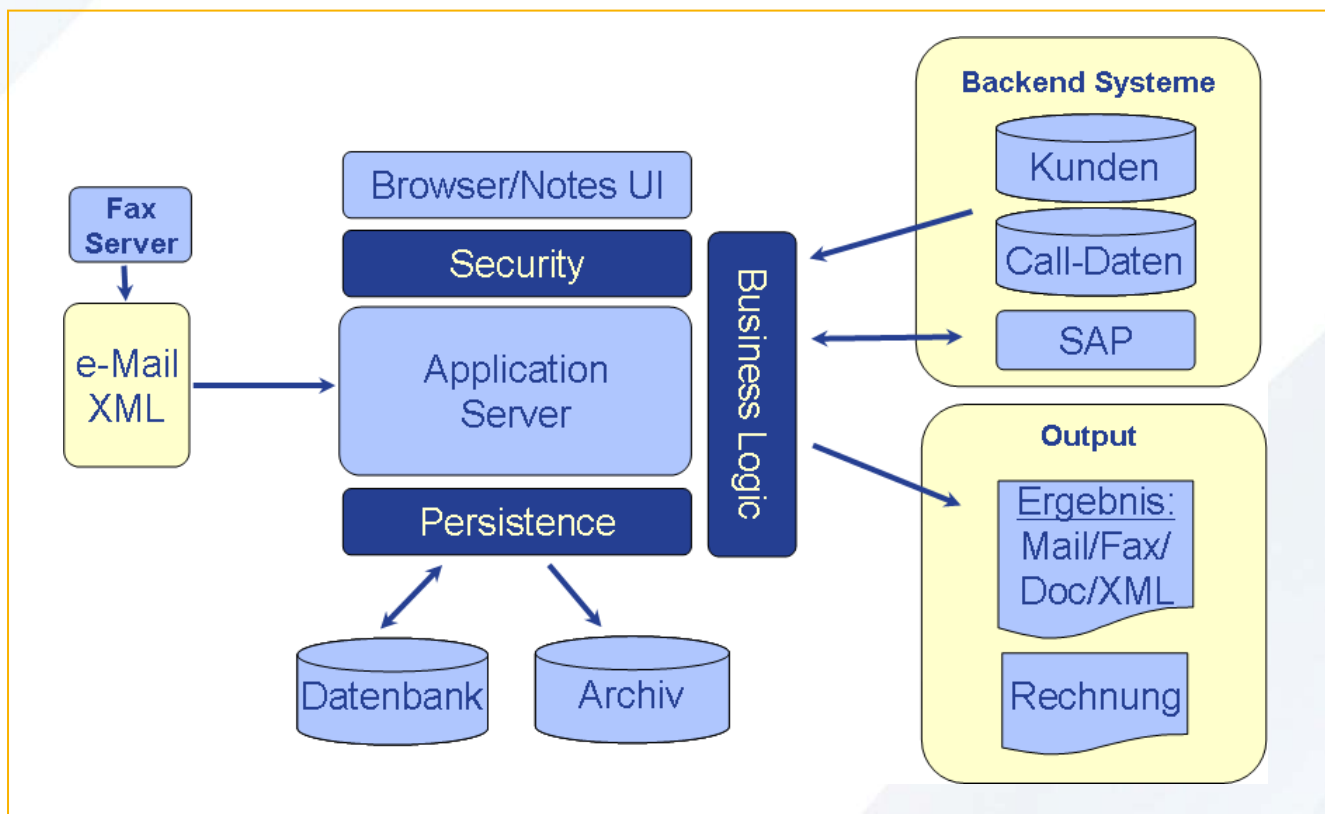 Fax
Server
e-Mail
XML
Browser/Notes UI
Security
Application
Server
Persistence
Business Logic
Datenbank
Archiv
Backend Systeme
Kunden
Call-Daten
SAP
Output
Ergebnis:
Mail/Fax/
Doc/XML
Rechnung